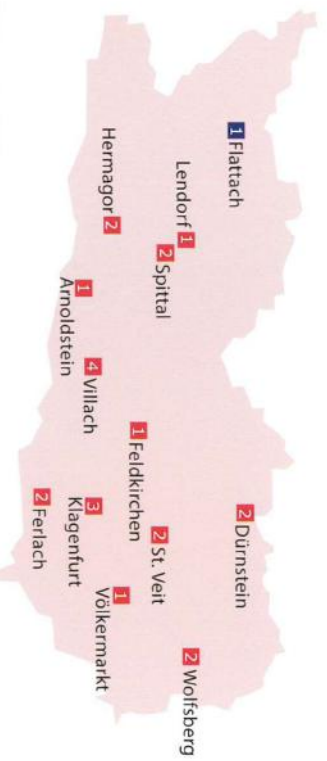 1 Flattach
Lendorf 1
2 Spittal
Hermagor 2
1 Arnoldstein
4 Villach
1 Feldkirchen
2 Dürnstein
2 St. Veit
3 Klagenfurt
2 Ferlach
1 Völkermarkt
2 Wolfsberg